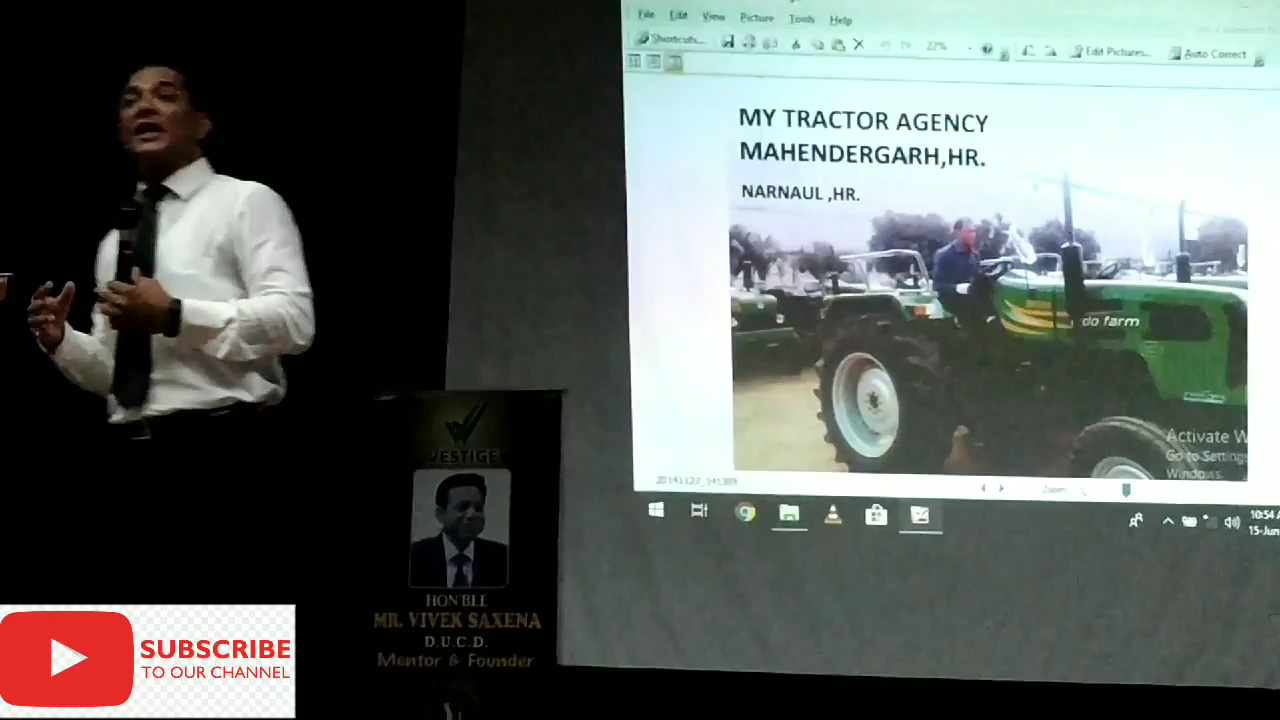 File Edit View Picture Tools Help
Shortcuts... 22% Edit Pictures... Auto Correct
MY TRACTOR AGENCY
MAHENDERGARH,HR.
NARNAUL ,HR.
do farm
Activate W
Go to Settings
Windows.
20141127_141389
Zoom
10:54 A
15-Jun
VESTIGE
HON'BLE
MR. VIVEK SAXENA
D.U.C.D.
Mentor & Founder
SUBSCRIBE
TO OUR CHANNEL